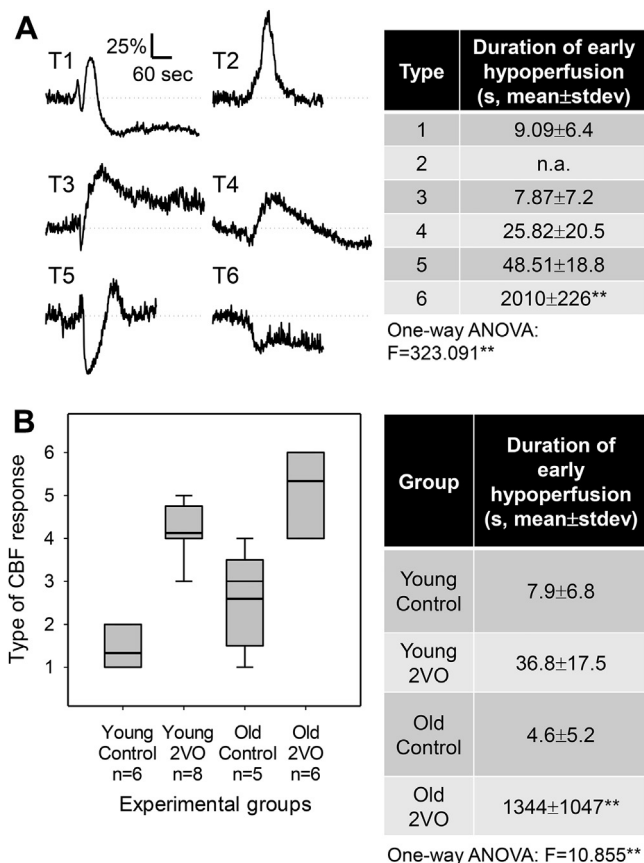 A
T1
25%
60 sec
T2
T3
T4
T5
T6
Type
Duration of early
hypoperfusion
(s, mean±stdev)
1
9.09±6.4
2
n.a.
3
7.87±7.2
4
25.82±20.5
5
48.51±18.8
6
2010±226**
One-way ANOVA:
F=323.091**
B
Type of CBF response
6
5
4
3
2
1
Young
Control
n=6
Young
2VO
n=8
Old
Control
n=5
Old
2VO
n=6
Experimental groups
Group
Duration of
early
hypoperfusion
(s, mean±stdev)
Young
Control
7.9±6.8
Young
2VO
36.8±17.5
Old
Control
4.6±5.2
Old
2VO
1344±1047**
One-way ANOVA: F=10.855**